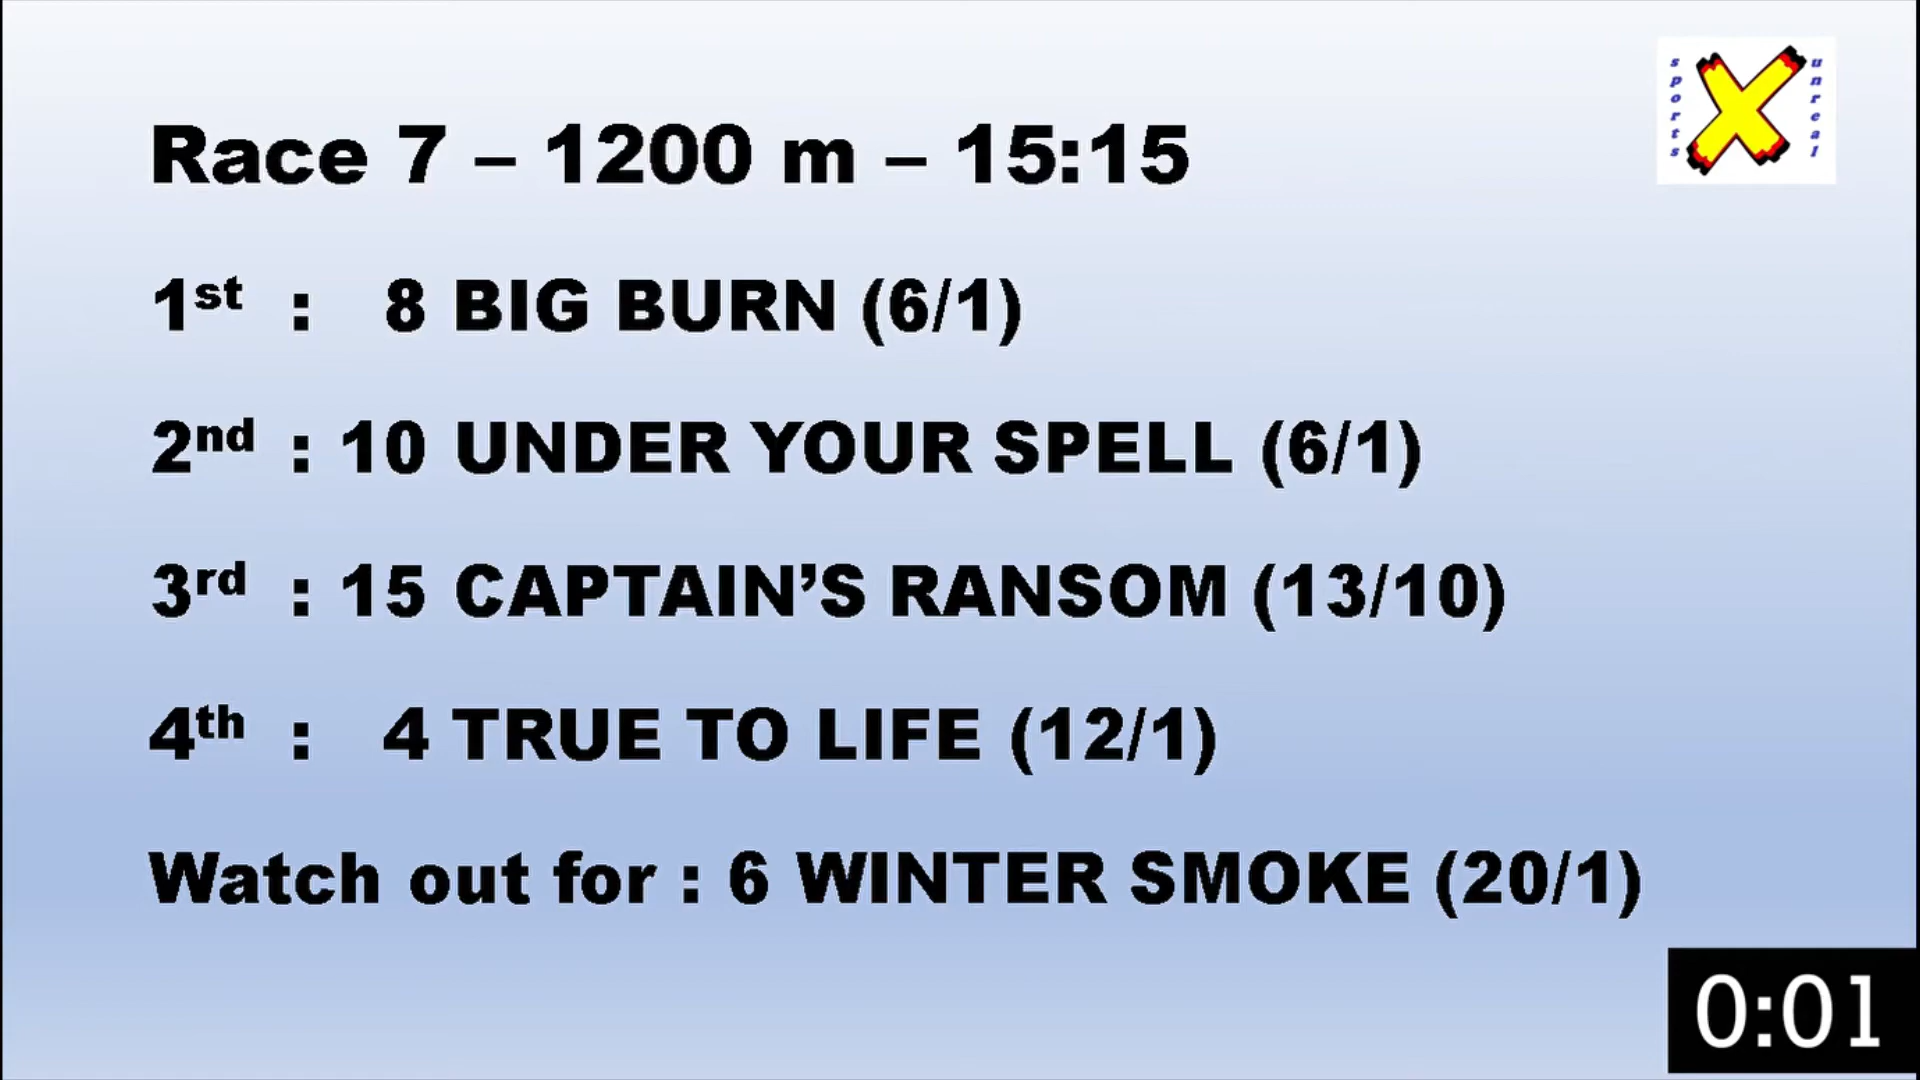 Race 7 – 1200 m – 15:15
sports X unreal
1st : 8 BIG BURN (6/1)
2nd : 10 UNDER YOUR SPELL (6/1)
3rd : 15 CAPTAIN’S RANSOM (13/10)
4th : 4 TRUE TO LIFE (12/1)
Watch out for : 6 WINTER SMOKE (20/1)
0:01